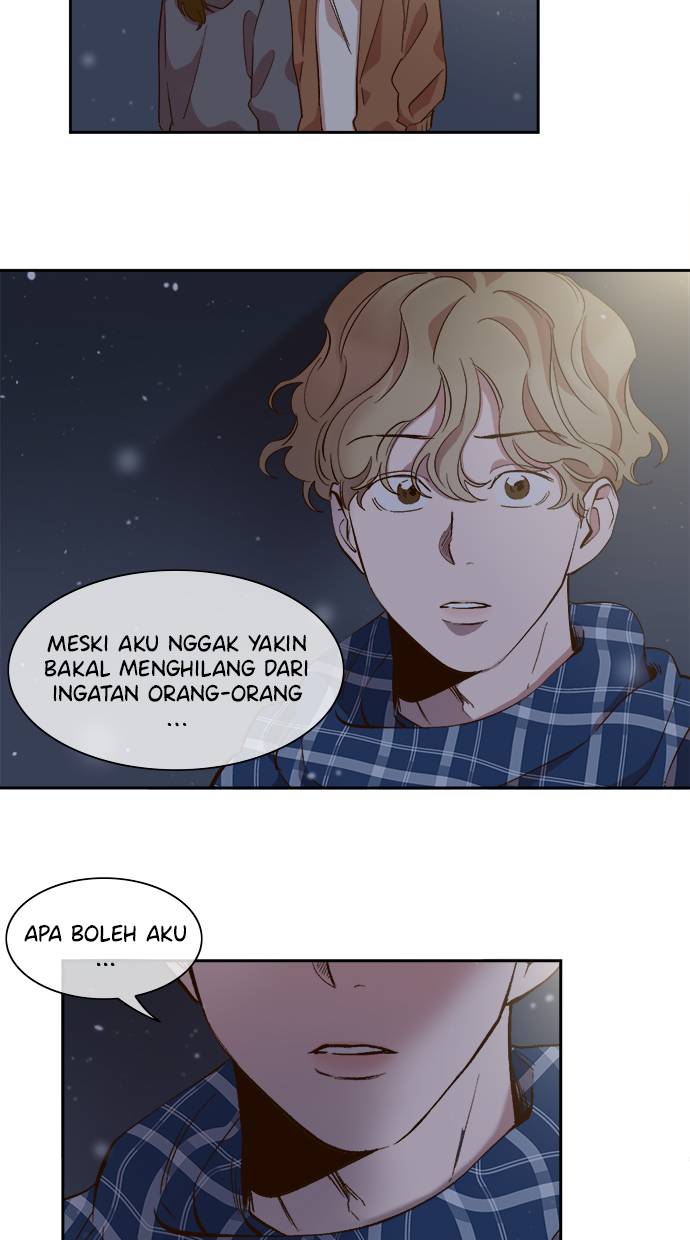 MESKI AKU NGGAK YAKIN
BAKAL MENGHILANG DARI
INGATAN ORANG-ORANG
...
APA BOLEH AKU
...